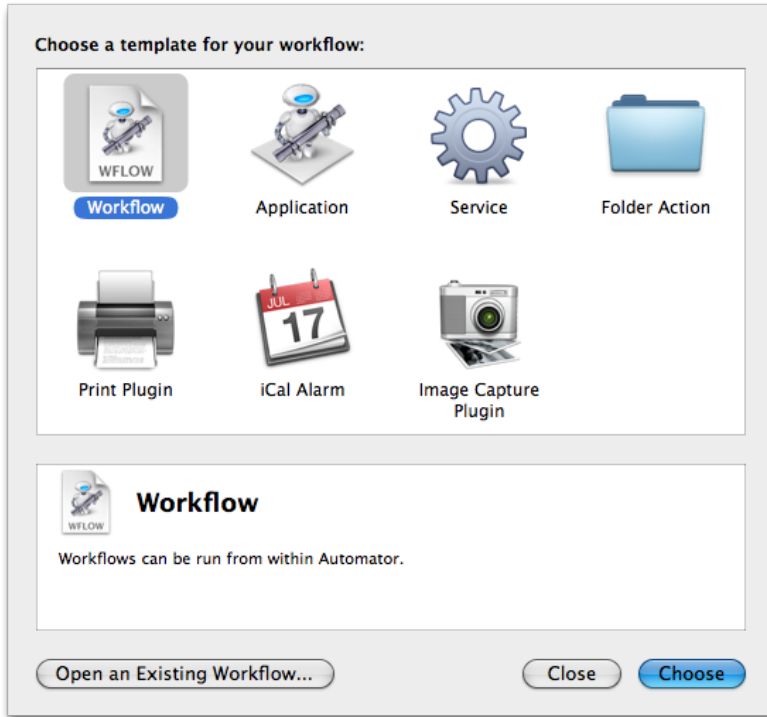 Choose a template for your workflow:
WFLOW
Workflow
Application
Service
Folder Action
JUL
17
Print Plugin
iCal Alarm
Image Capture
Plugin
WFLOW
Workflow
Workflows can be run from within Automator.
Open an Existing Workflow...
Close
Choose